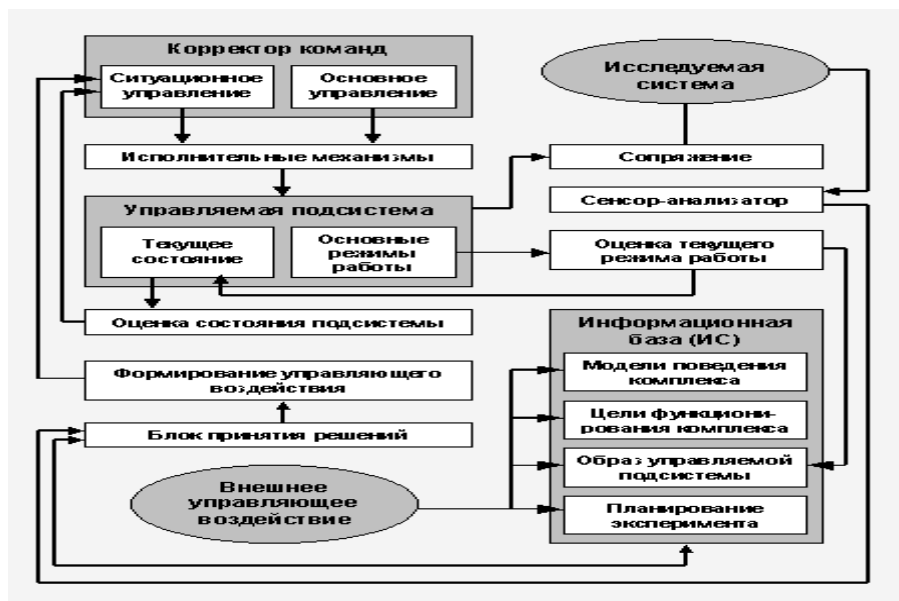 Корректор команд
Ситуационное
управление
Основное
управление
Исполнительные механизмы
Управляемая подсистема
Текущее
состояние
Основные
режимы
работы
Оценка состояния подсистемы
Формирование управляющего
воздействия
Блок принятия решений
Внешнее
управляющее
воздействие
Исследуемая
система
Сопряжение
Сенсор-анализатор
Оценка текущего
режима работы
Информационная
база (ИС)
Модели поведения
комплекса
Цели функциони-
рования комплекса
Образ управляемой
подсистемы
Планирование
эксперимента